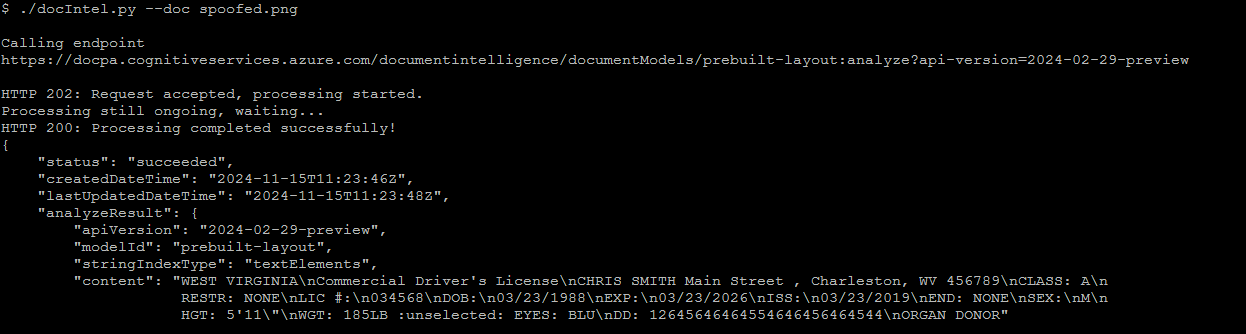 $ ./docIntel.py --doc spoofed.png
Calling endpoint
https://docpa.cognitiveservices.azure.com/documentintelligence/documentModels/prebuilt-layout:analyze?api-version=2024-02-29-preview
HTTP 202: Request accepted, processing started.
Processing still ongoing, waiting...
HTTP 200: Processing completed successfully!
{
"status": "succeeded",
"createdDateTime": "2024-11-15T11:23:46Z",
"lastUpdatedDateTime": "2024-11-15T11:23:48Z",
"analyzeResult": {
"apiVersion": "2024-02-29-preview",
"modelId": "prebuilt-layout",
"stringIndexType": "textElements",
"content": "WEST VIRGINIA\nCommercial Driver's License\nCHRIS SMITH Main Street , Charleston, WV 456789\nCLASS: A\n
RESTR: NONE\nLIC #:\n034568\nDOB:\n03/23/1988\nEXP:\n03/23/2026\nISS:\n03/23/2019\nEND: NONE\nSEX:\nM\n
HGT: 5'11\"\nWGT: 185LB :unselected: EYES: BLU\nDD: 12645646464554646456464544\nORGAN DONOR"